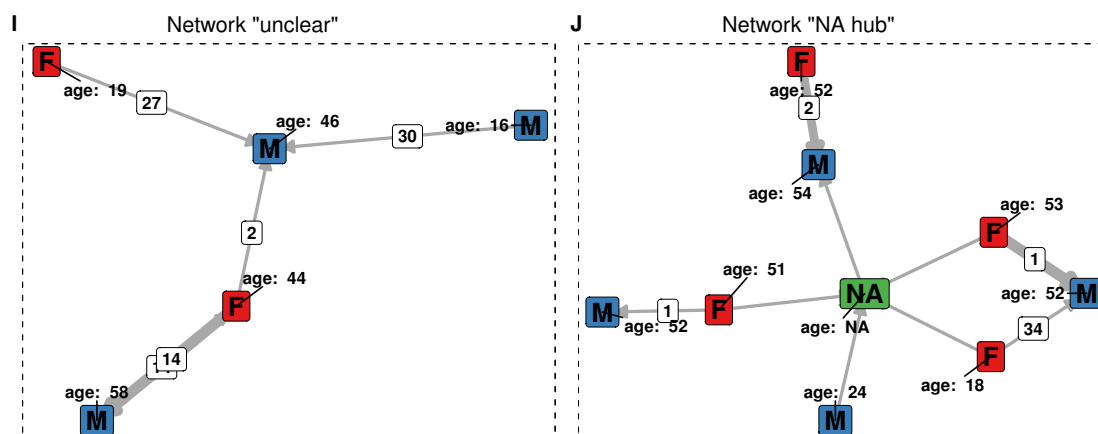 I
Network "unclear"
F
age: 19
27
M
age: 46
30
age: 16
M
2
F
age: 44
14
age: 58
M
J
Network "NA hub"
F
age: 52
2
M
age: 54
F
age: 53
1
age: 52
M
F
age: 51
1
M
age: 52
NA
age: NA
34
F
age: 18
age: 24
M